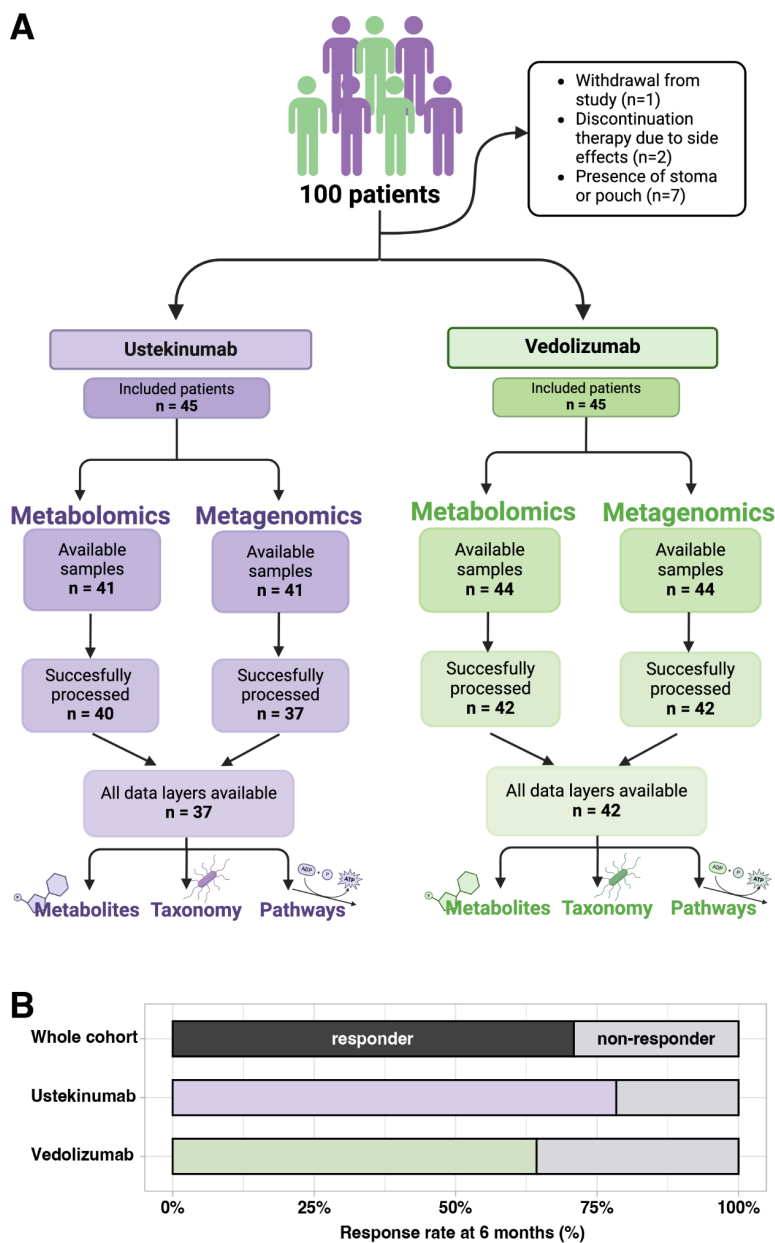 A
100 patients
• Withdrawal from
study (n=1)
• Discontinuation
therapy due to side
effects (n=2)
• Presence of stoma
or pouch (n=7)
Ustekinumab
Included patients
n = 45
Metabolomics
Metagenomics
Available
samples
n = 41
Available
samples
n = 41
Succesfully
processed
n = 40
Succesfully
processed
n = 37
All data layers available
n = 37
ADP + P
ATP
Metabolites
Taxonomy
Pathways
Vedolizumab
Included patients
n = 45
Metabolomics
Metagenomics
Available
samples
n = 44
Available
samples
n = 44
Succesfully
processed
n = 42
Succesfully
processed
n = 42
All data layers available
n = 42
ADP + P
ATP
Metabolites
Taxonomy
Pathways
B
Whole cohort
responder
non-responder
Ustekinumab
Vedolizumab
0%
25%
50%
75%
100%
Response rate at 6 months (%)